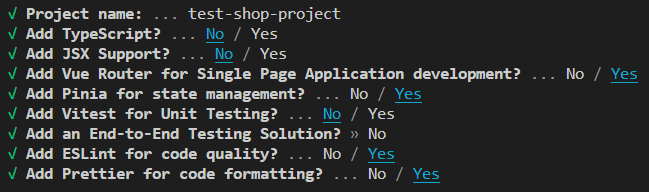 √ Project name: ... test-shop-project
√ Add TypeScript? ... No / Yes
√ Add JSX Support? ... No / Yes
√ Add Vue Router for Single Page Application development? ... No / Yes
√ Add Pinia for state management? ... No / Yes
√ Add Vitest for Unit Testing? ... No / Yes
√ Add an End-to-End Testing Solution? » No
√ Add ESLint for code quality? ... No / Yes
√ Add Prettier for code formatting? ... No / Yes